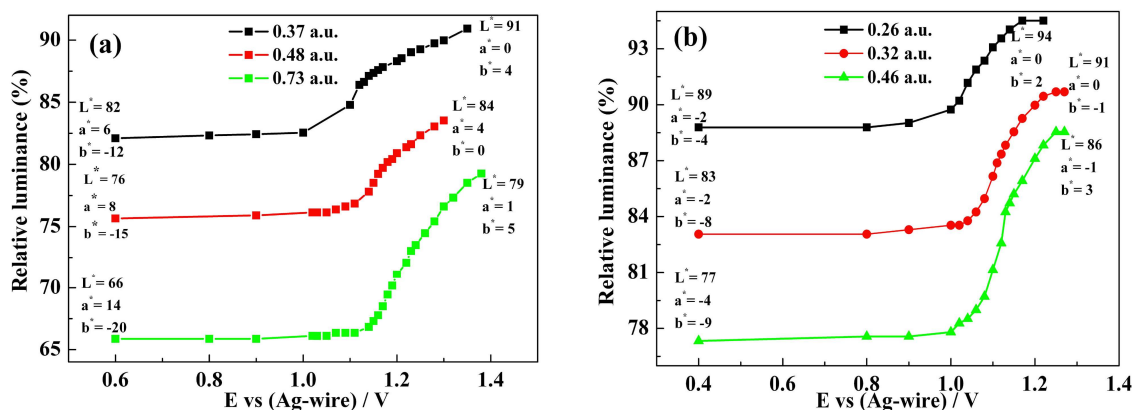 (a)
0.37 a.u.
0.48 a.u.
0.73 a.u.
L* = 91
a* = 0
b* = 4
L* = 82
a* = 6
b* = -12
L* = 84
a* = 4
b* = 0
L* = 76
a* = 8
b* = -15
L* = 79
a* = 1
b* = 5
L* = 66
a* = 14
b* = -20
Relative luminance (%)
90
85
80
75
70
65
0.6 0.8 1.0 1.2 1.4
E vs (Ag-wire) / V
(b)
0.26 a.u.
0.32 a.u.
0.46 a.u.
L* = 94
a* = 0
b* = 2
L* = 91
a* = 0
b* = -1
L* = 89
a* = -2
b* = -4
L* = 86
a* = -1
b* = 3
L* = 83
a* = -2
b* = -8
L* = 77
a* = -4
b* = -9
Relative luminance (%)
93
90
87
84
81
78
0.4 0.6 0.8 1.0 1.2 1.4
E vs (Ag-wire) / V